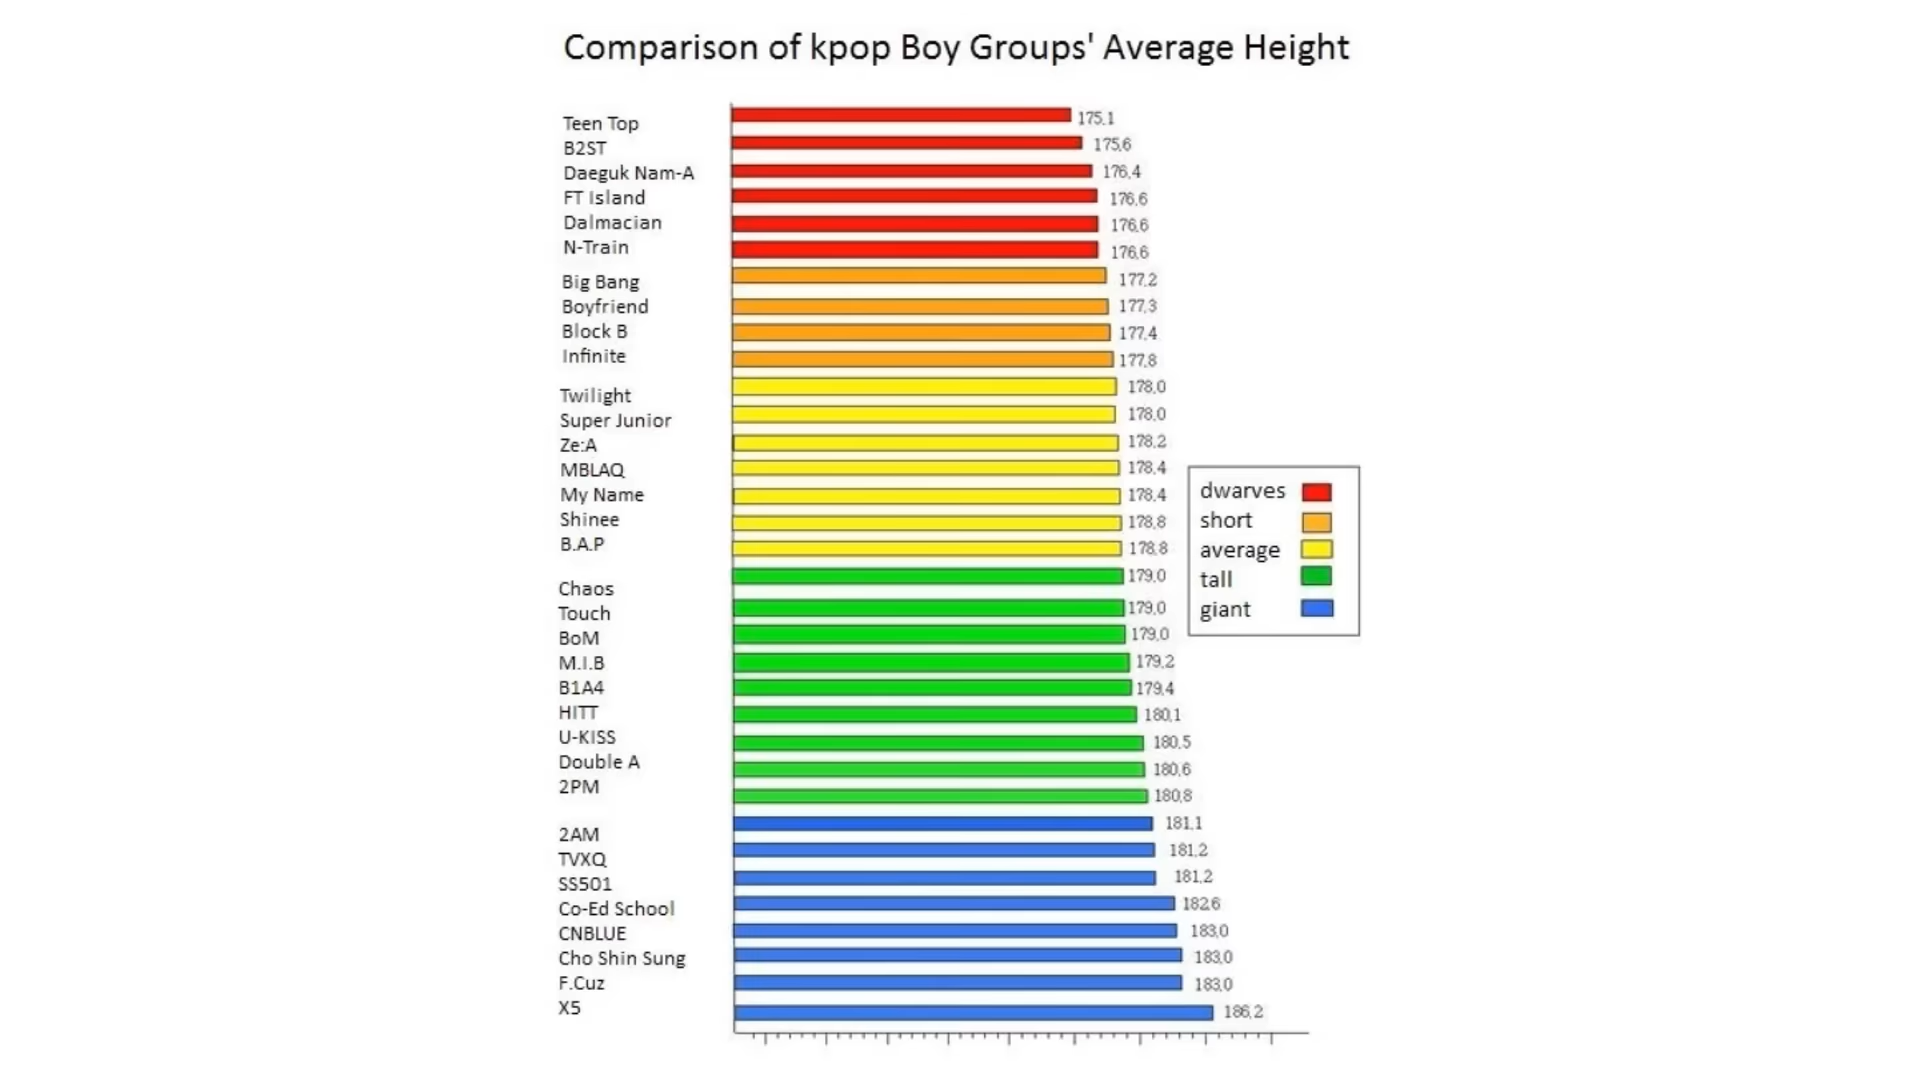 Comparison of kpop Boy Groups' Average Height
Teen Top 175,1
B2ST 175,6
Daeguk Nam-A 176,4
FT Island 176,6
Dalmacian 176,6
N-Train 176,6
Big Bang 177,2
Boyfriend 177,3
Block B 177,4
Infinite 177,8
Twilight 178,0
Super Junior 178,0
Ze:A 178,2
MBLAQ 178,4
My Name 178,4
Shinee 178,8
B.A.P 178,8
Chaos 179,0
Touch 179,0
BoM 179,0
M.I.B 179,2
B1A4 179,4
HITT 180,1
U-KISS 180,5
Double A 180,6
2PM 180,8
2AM 181,1
TVXQ 181,2
SS501 181,2
Co-Ed School 182,6
CNBLUE 183,0
Cho Shin Sung 183,0
F.Cuz 183,0
X5 186,2
dwarves
short
average
tall
giant